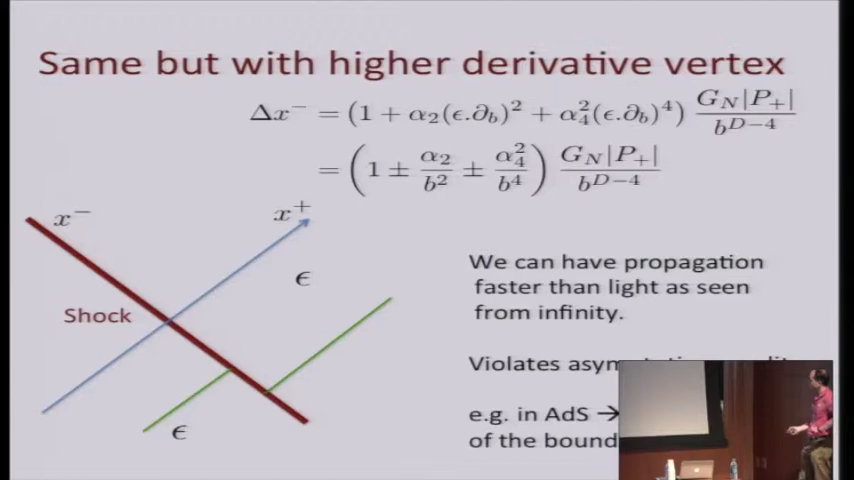 Same but with higher derivative vertex
Δx⁻ = (1 + α₂(ϵ.∂_b)² + α₄²(ϵ.∂_b)⁴) G_N|P₊| / b^{D−4}
= (1 ± α₂/b² ± α₄²/b⁴) G_N|P₊| / b^{D−4}
x⁻
x⁺
ϵ
Shock
ϵ
We can have propagation
faster than light as seen
from infinity.
Violates
e.g. in AdS →
of the